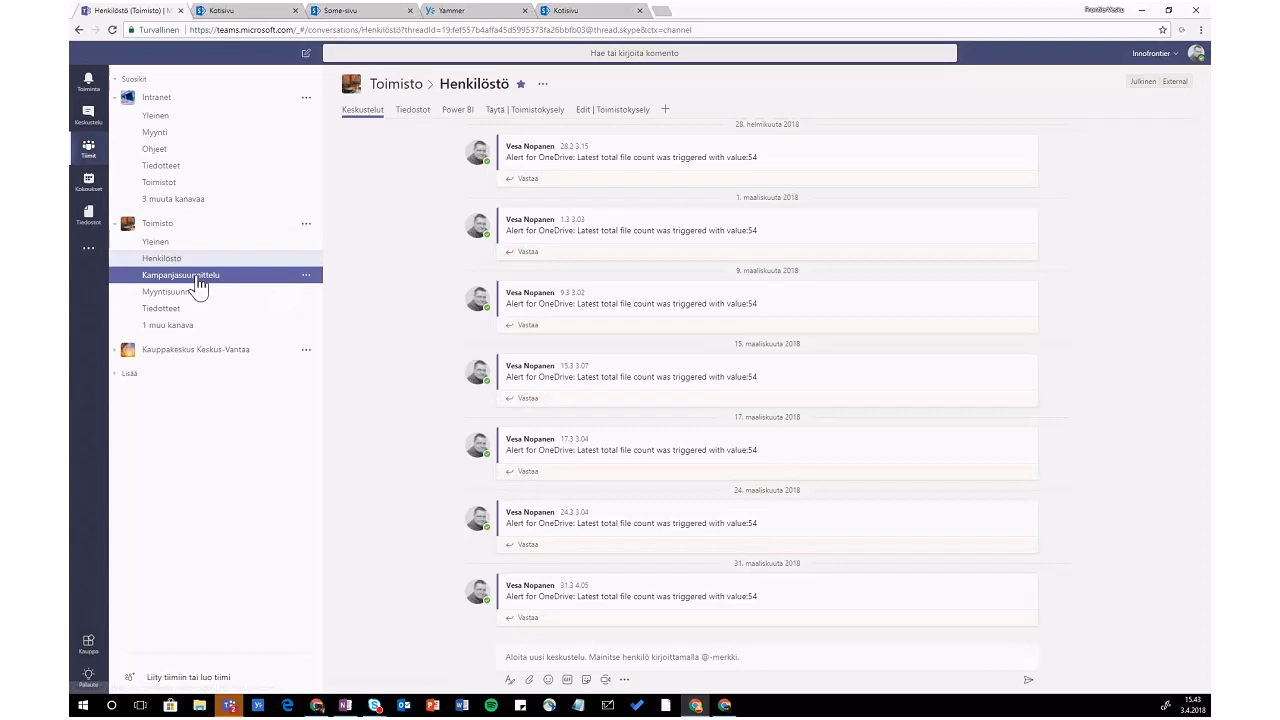 Henkilöstö (Toimisto) | Mi
Kotisivu
Some-sivu
Yammer
Kotisivu
FrontierVesku
Turvallinen
https://teams.microsoft.com/_#/conversations/Henkilöstö?threadId=19:fef557b4affa45d5995373fa26bbfb03@thread.skype&ctx=channel
Hae tai kirjoita komento
Innofrontier
Toiminta
Keskustelu
Tiimit
Kokoukset
Tiedostot
Kauppa
Palaute
Suosikit
Intranet
Yleinen
Myynti
Ohjeet
Tiedotteet
Toimistot
3 muuta kanavaa
Toimisto
Yleinen
Henkilöstö
Kampanjasuunnittelu
Myyntisuunn
Tiedotteet
1 muu kanava
Kauppakeskus Keskus-Vantaa
Lisää
Liity tiimiin tai luo tiimi
Toimisto > Henkilöstö
Julkinen | External
Keskustelut Tiedostot Power BI Täytä | Toimistokysely Edit | Toimistokysely
28. helmikuuta 2018
Vesa Nopanen 28.2 3.15
Alert for OneDrive: Latest total file count was triggered with value:54
Vastaa
1. maaliskuuta 2018
Vesa Nopanen 1.3 3.03
Alert for OneDrive: Latest total file count was triggered with value:54
Vastaa
9. maaliskuuta 2018
Vesa Nopanen 9.3 3.02
Alert for OneDrive: Latest total file count was triggered with value:54
Vastaa
15. maaliskuuta 2018
Vesa Nopanen 15.3 3.07
Alert for OneDrive: Latest total file count was triggered with value:54
Vastaa
17. maaliskuuta 2018
Vesa Nopanen 17.3 3.04
Alert for OneDrive: Latest total file count was triggered with value:54
Vastaa
24. maaliskuuta 2018
Vesa Nopanen 24.3 3.04
Alert for OneDrive: Latest total file count was triggered with value:54
Vastaa
31. maaliskuuta 2018
Vesa Nopanen 31.3 4.05
Alert for OneDrive: Latest total file count was triggered with value:54
Vastaa
Aloita uusi keskustelu. Mainitse henkilö kirjoittamalla @-merkki.
GIF
15.43
3.4.2018